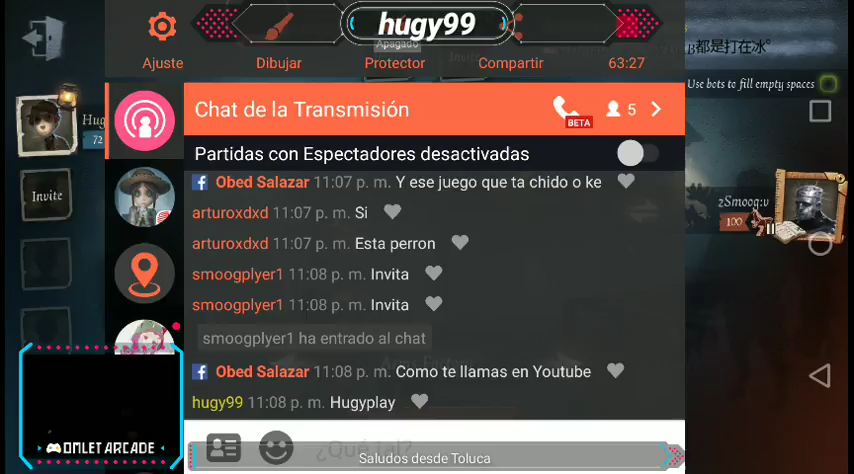 hugy99
Apagado
Ajuste
Dibujar
Protector
Compartir
63:27
都是打在冰°
Use bots to fill empty spaces
Chat de la Transmisión
BETA
5
Hug
72
Partidas con Espectadores desactivadas
Obed Salazar 11:07 p. m. Y ese juego que ta chido o ke
Invite
arturoxdxd 11:07 p. m. Si
2Smoog:v
100
arturoxdxd 11:07 p. m. Esta perron
smoogplyer1 11:08 p. m. Invita
smoogplyer1 11:08 p. m. Invita
smoogplyer1 ha entrado al chat
Obed Salazar 11:08 p. m. Como te llamas en Youtube
hugy99 11:08 p. m. Hugyplay
OMLET ARCADE
¿Qué tal?
Saludos desde Toluca